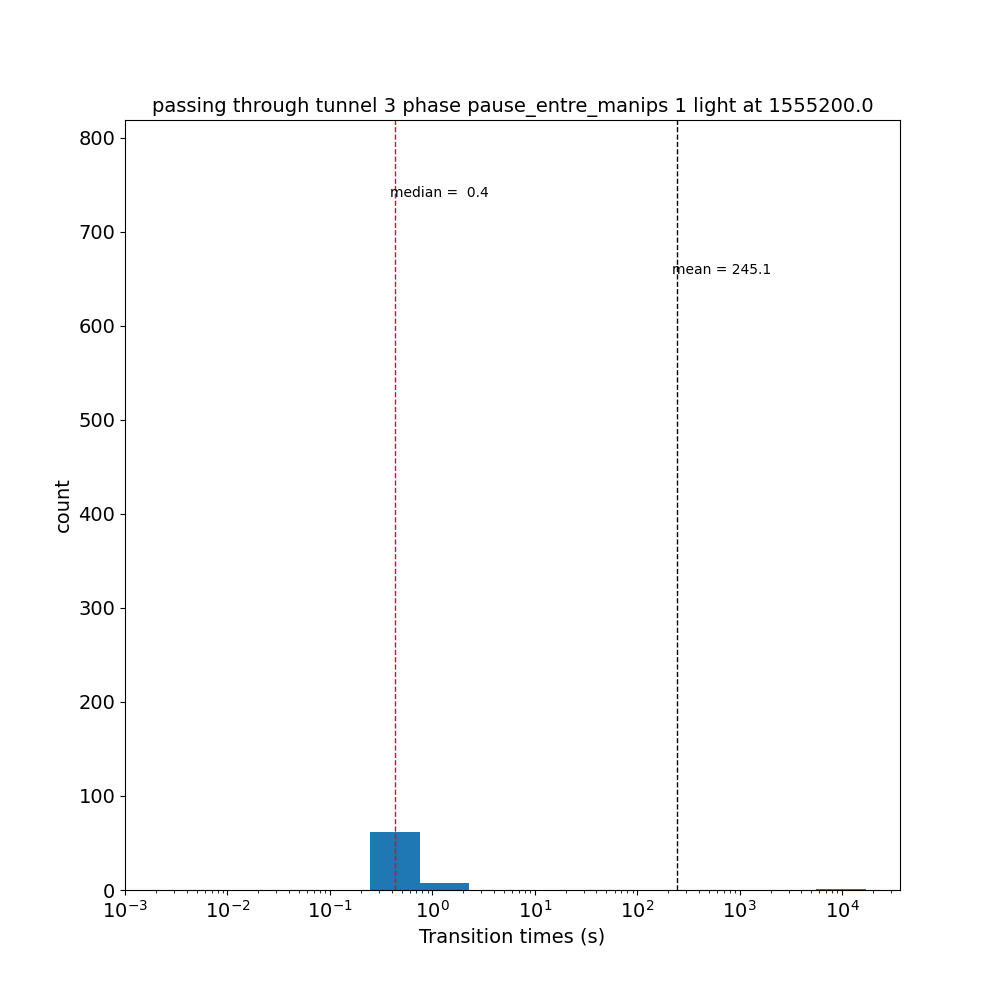 passing through tunnel 3 phase pause_entre_manips 1 light at 1555200.0
800
median =  0.4
700
mean = 245.1
600
500
400
300
200
100
0
count
10⁻³ 10⁻² 10⁻¹ 10⁰ 10¹ 10² 10³ 10⁴
Transition times (s)